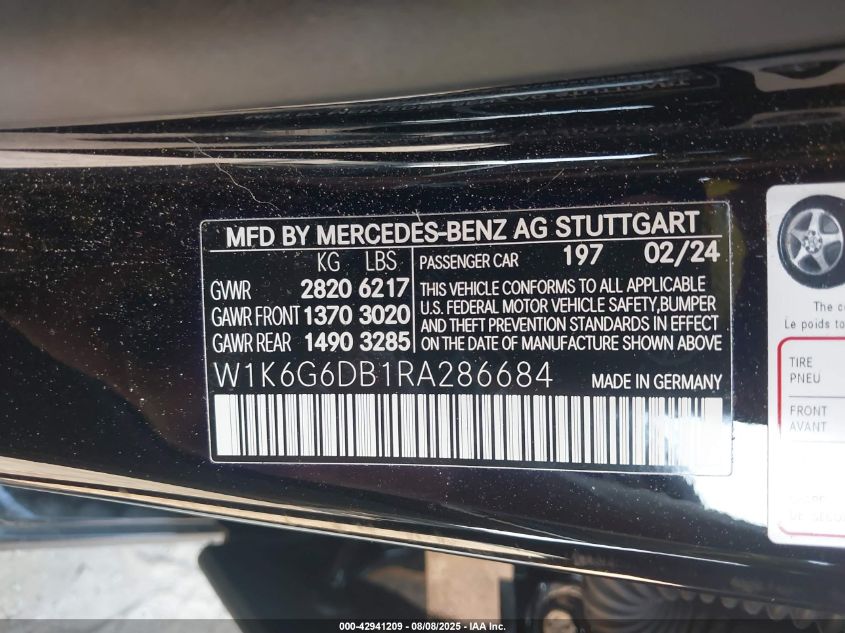 MFD BY MERCEDES-BENZ AG STUTTGART
KG LBS
GVWR 2820 6217
GAWR FRONT 1370 3020
GAWR REAR 1490 3285
PASSENGER CAR 197 02/24
THIS VEHICLE CONFORMS TO ALL APPLICABLE
U.S. FEDERAL MOTOR VEHICLE SAFETY, BUMPER
AND THEFT PREVENTION STANDARDS IN EFFECT
ON THE DATE OF MANUFACTURE SHOWN ABOVE
W1K6G6DB1RA286684 MADE IN GERMANY
The
Le poids
TIRE
PNEU
FRONT
AVANT
000-42941209 - 08/08/2025 - IAA Inc.